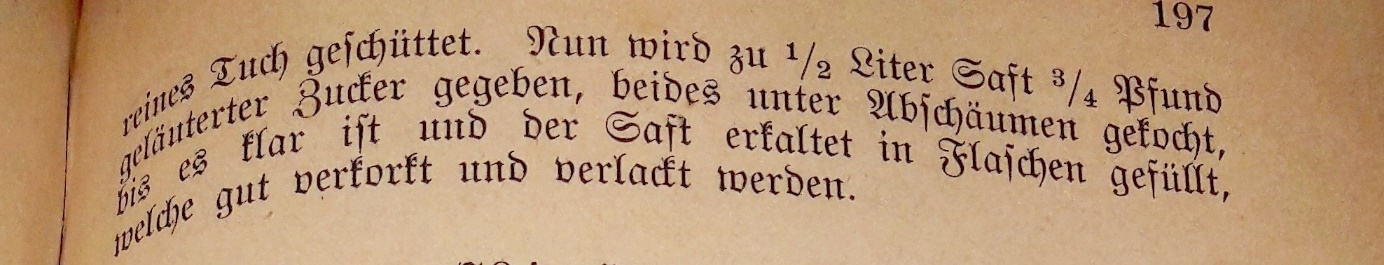 197
reines Tuch geschüttet. Nun wird zu 1/2 Liter Saft 3/4 Pfund
geläuterter Zucker gegeben, beides unter Abschäumen gekocht,
bis es klar ist und der Saft erkaltet in Flaschen gefüllt,
welche gut verkorkt und verlackt werden.